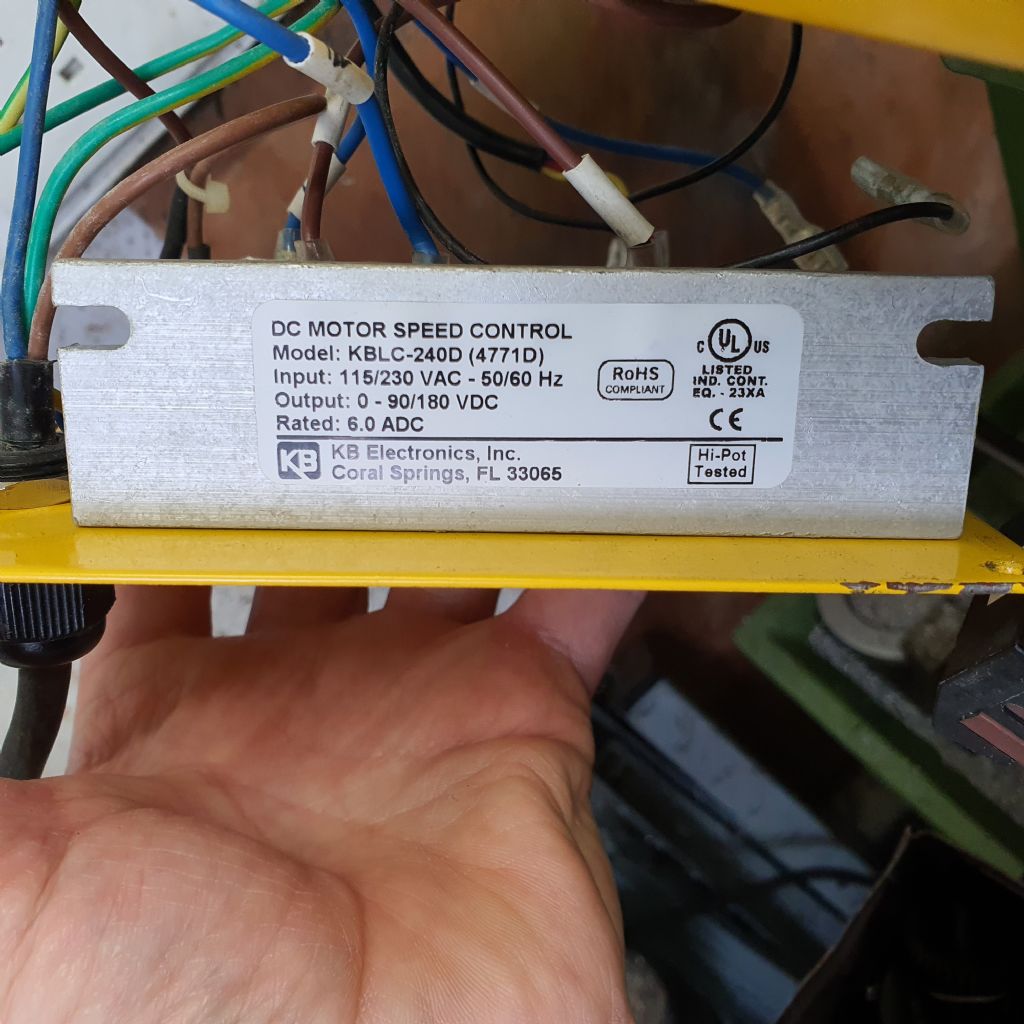 DC MOTOR SPEED CONTROL
Model: KBLC-240D (4771D)
Input: 115/230 VAC - 50/60 Hz
Output: 0 - 90/180 VDC
Rated: 6.0 ADC
RoHS
COMPLIANT
C UL US
LISTED
IND. CONT.
EQ. - 23XA
CE
KB
KB Electronics, Inc.
Coral Springs, FL 33065
Hi-Pot
Tested